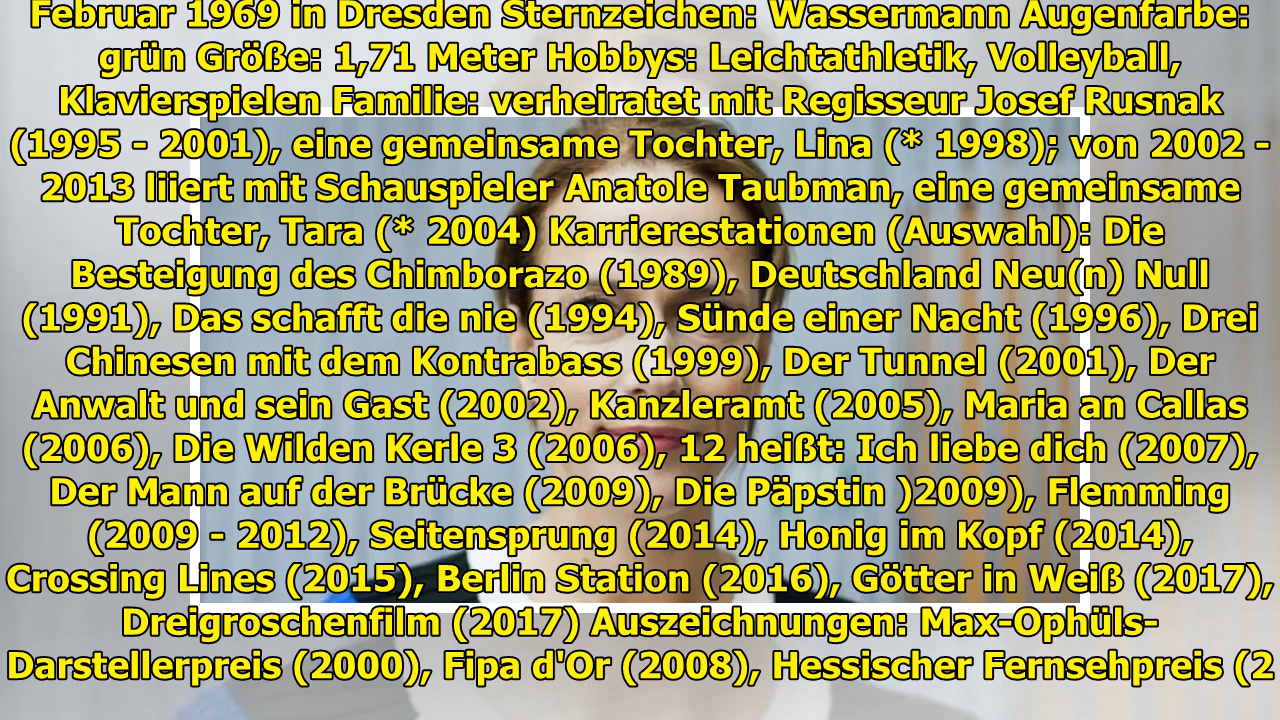 Februar 1969 in Dresden Sternzeichen: Wassermann Augenfarbe:
grün Größe: 1,71 Meter Hobbys: Leichtathletik, Volleyball,
Klavierspielen Familie: verheiratet mit Regisseur Josef Rusnak
(1995 - 2001), eine gemeinsame Tochter, Lina (* 1998); von 2002 -
2013 liiert mit Schauspieler Anatole Taubman, eine gemeinsame
Tochter, Tara (* 2004) Karrierestationen (Auswahl): Die
Besteigung des Chimborazo (1989), Deutschland Neu(n) Null
(1991), Das schafft die nie (1994), Sünde einer Nacht (1996), Drei
Chinesen mit dem Kontrabass (1999), Der Tunnel (2001), Der
Anwalt und sein Gast (2002), Kanzleramt (2005), Maria an Callas
(2006), Die Wilden Kerle 3 (2006), 12 heißt: Ich liebe dich (2007),
Der Mann auf der Brücke (2009), Die Päpstin )2009), Flemming
(2009 - 2012), Seitensprung (2014), Honig im Kopf (2014),
Crossing Lines (2015), Berlin Station (2016), Götter in Weiß (2017),
Dreigroschenfilm (2017) Auszeichnungen: Max-Ophüls-
Darstellerpreis (2000), Fipa d'Or (2008), Hessischer Fernsehpreis (2